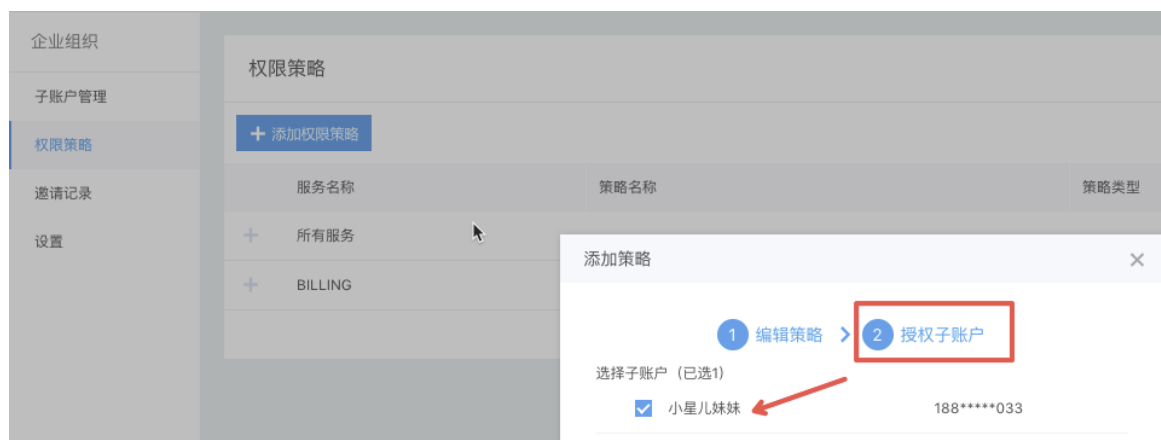 企业组织
子账户管理
权限策略
邀请记录
设置
权限策略
+ 添加权限策略
服务名称 策略名称 策略类型
+ 所有服务
+ BILLING
添加策略 ×
1 编辑策略 > 2 授权子账户
选择子账户（已选1）
小星儿妹妹 188*****033